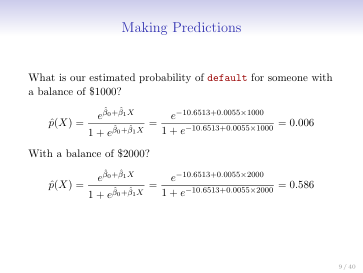 Making Predictions
What is our estimated probability of default for someone with
a balance of $1000?
p̂(X) = e^{β̂₀+β̂₁X} / (1 + e^{β̂₀+β̂₁X}) = e^{−10.6513+0.0055×1000} / (1 + e^{−10.6513+0.0055×1000}) = 0.006
With a balance of $2000?
p̂(X) = e^{β̂₀+β̂₁X} / (1 + e^{β̂₀+β̂₁X}) = e^{−10.6513+0.0055×2000} / (1 + e^{−10.6513+0.0055×2000}) = 0.586
9 / 40